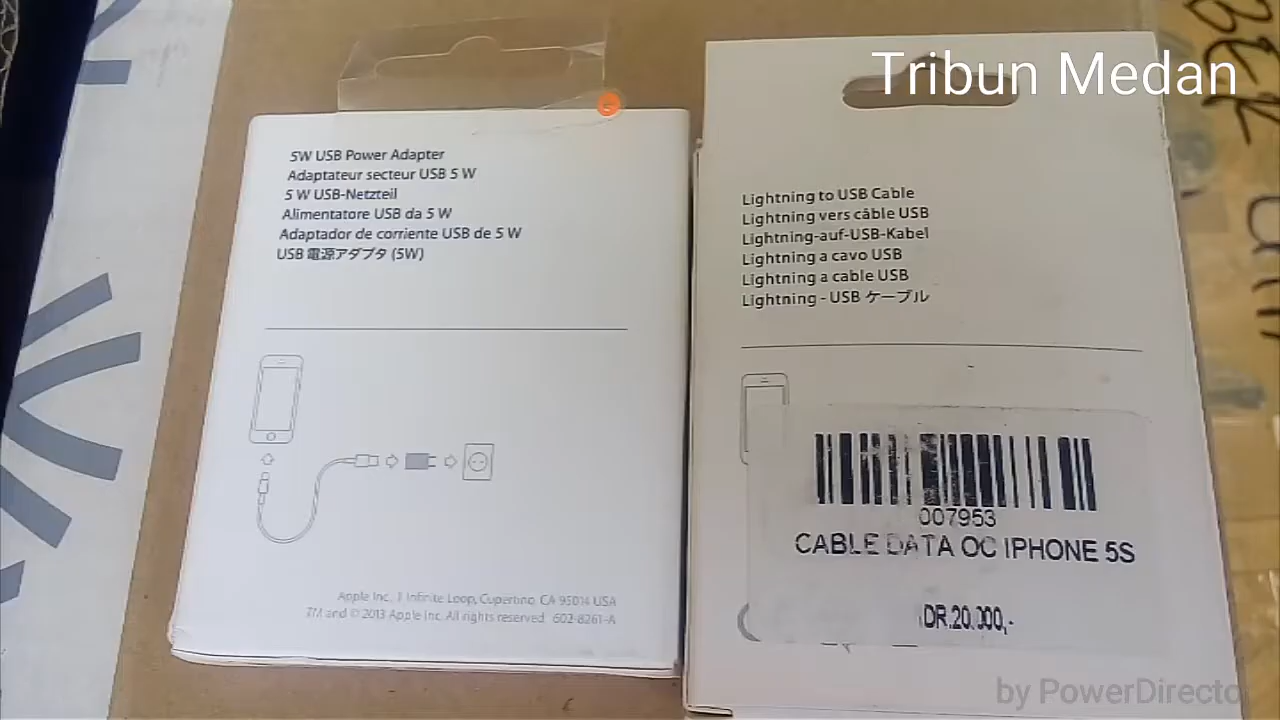 Tribun Medan
5W USB Power Adapter
Adaptateur secteur USB 5 W
5 W USB-Netzteil
Alimentatore USB da 5 W
Adaptador de corriente USB de 5 W
USB 電源アダプタ (5W)
Apple Inc. 1 Infinite Loop, Cupertino, CA 95014 USA
TM and © 2013 Apple Inc. All rights reserved. 602-8261-A
Lightning to USB Cable
Lightning vers câble USB
Lightning-auf-USB-Kabel
Lightning a cavo USB
Lightning a cable USB
Lightning - USB ケーブル
007953
CABLE DATA OC IPHONE 5S
DR.20.000,-
by PowerDirecto